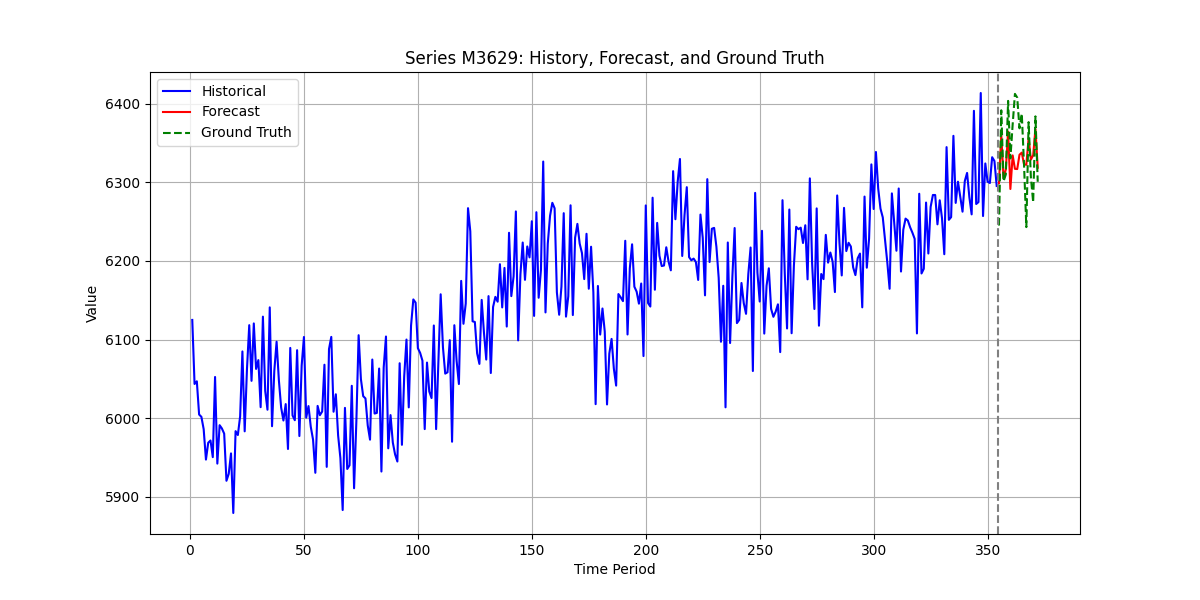 Series M3629: History, Forecast, and Ground Truth
Historical
Forecast
Ground Truth
6400
6300
6200
6100
6000
5900
Value
0 50 100 150 200 250 300 350
Time Period